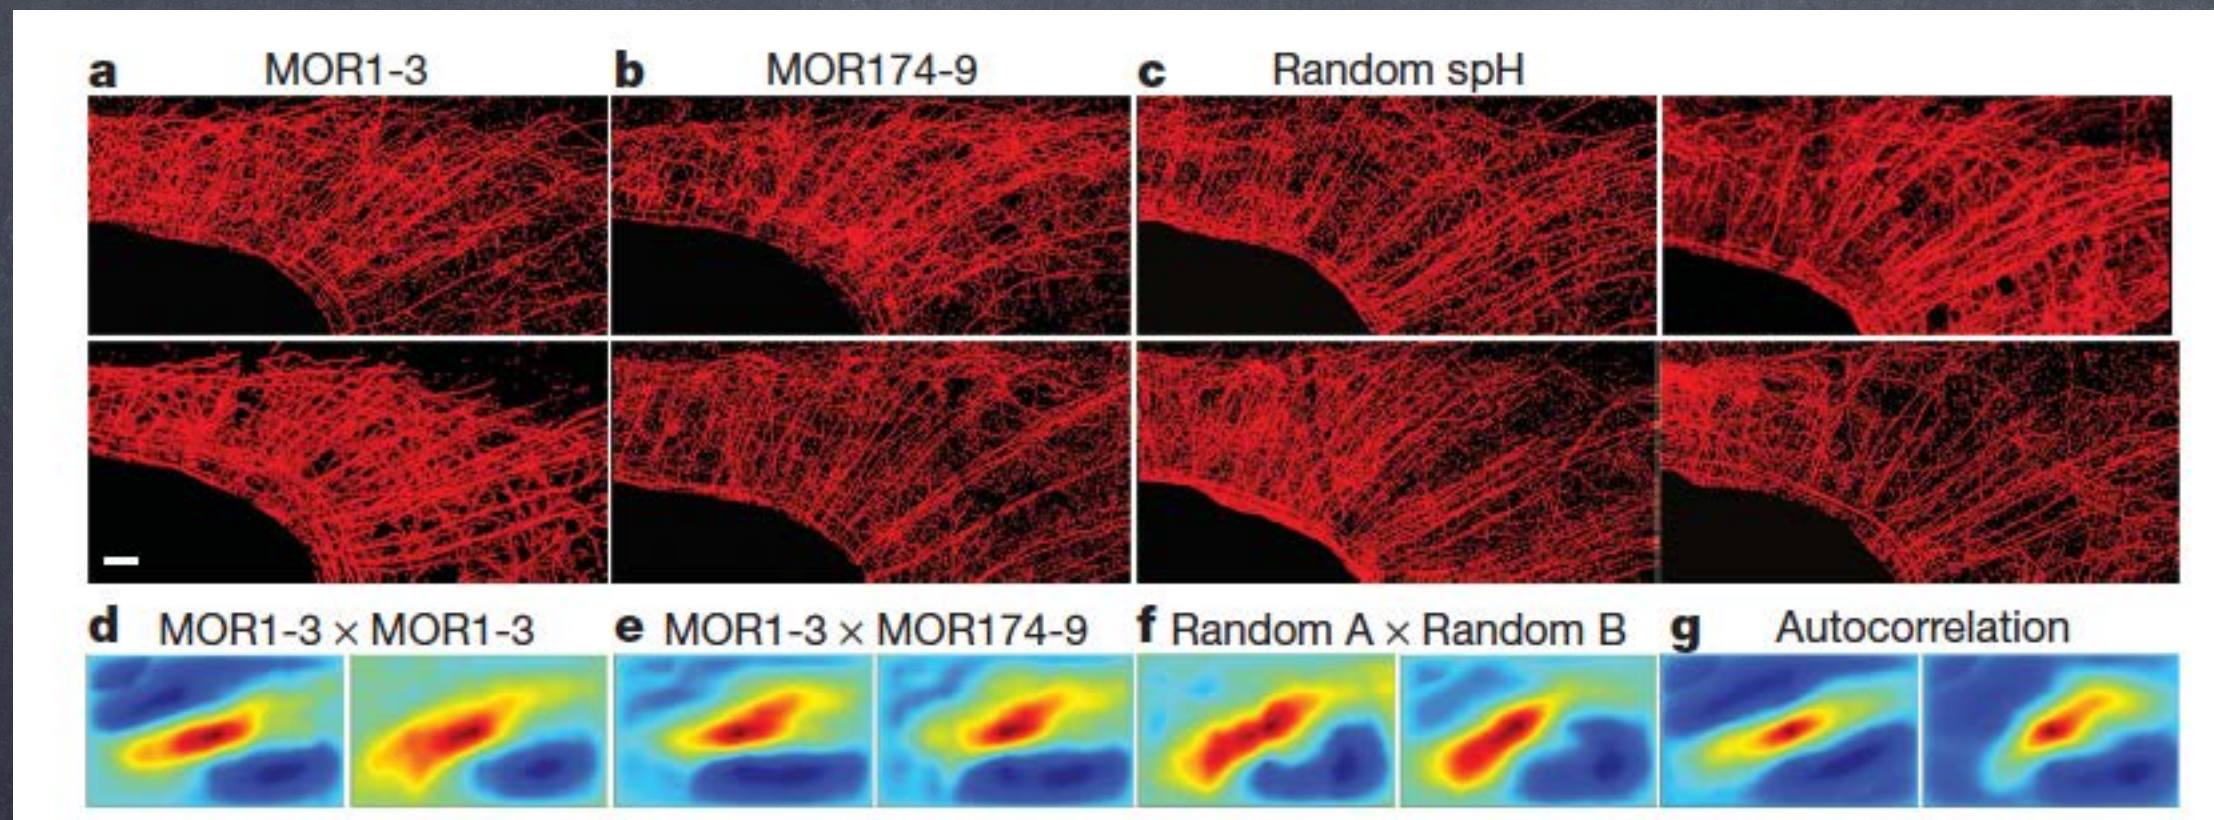 a MOR1-3 b MOR174-9 c Random spH
d MOR1-3 × MOR1-3 e MOR1-3 × MOR174-9 f Random A × Random B g Autocorrelation